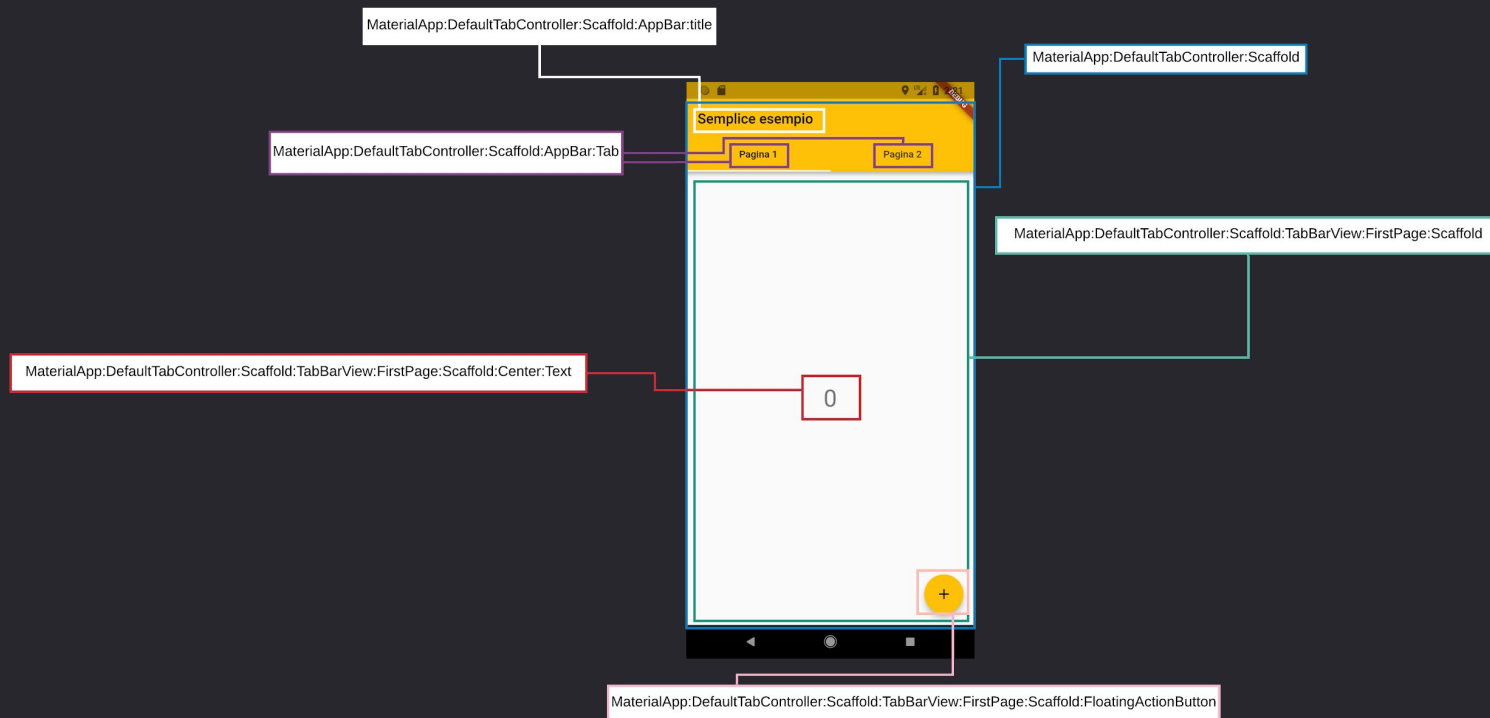 MaterialApp:DefaultTabController:Scaffold:AppBar:title
MaterialApp:DefaultTabController:Scaffold
Semplice esempio
MaterialApp:DefaultTabController:Scaffold:AppBar:Tab
Pagina 1
Pagina 2
MaterialApp:DefaultTabController:Scaffold:TabBarView:FirstPage:Scaffold
MaterialApp:DefaultTabController:Scaffold:TabBarView:FirstPage:Scaffold:Center:Text
0
+
MaterialApp:DefaultTabController:Scaffold:TabBarView:FirstPage:Scaffold:FloatingActionButton